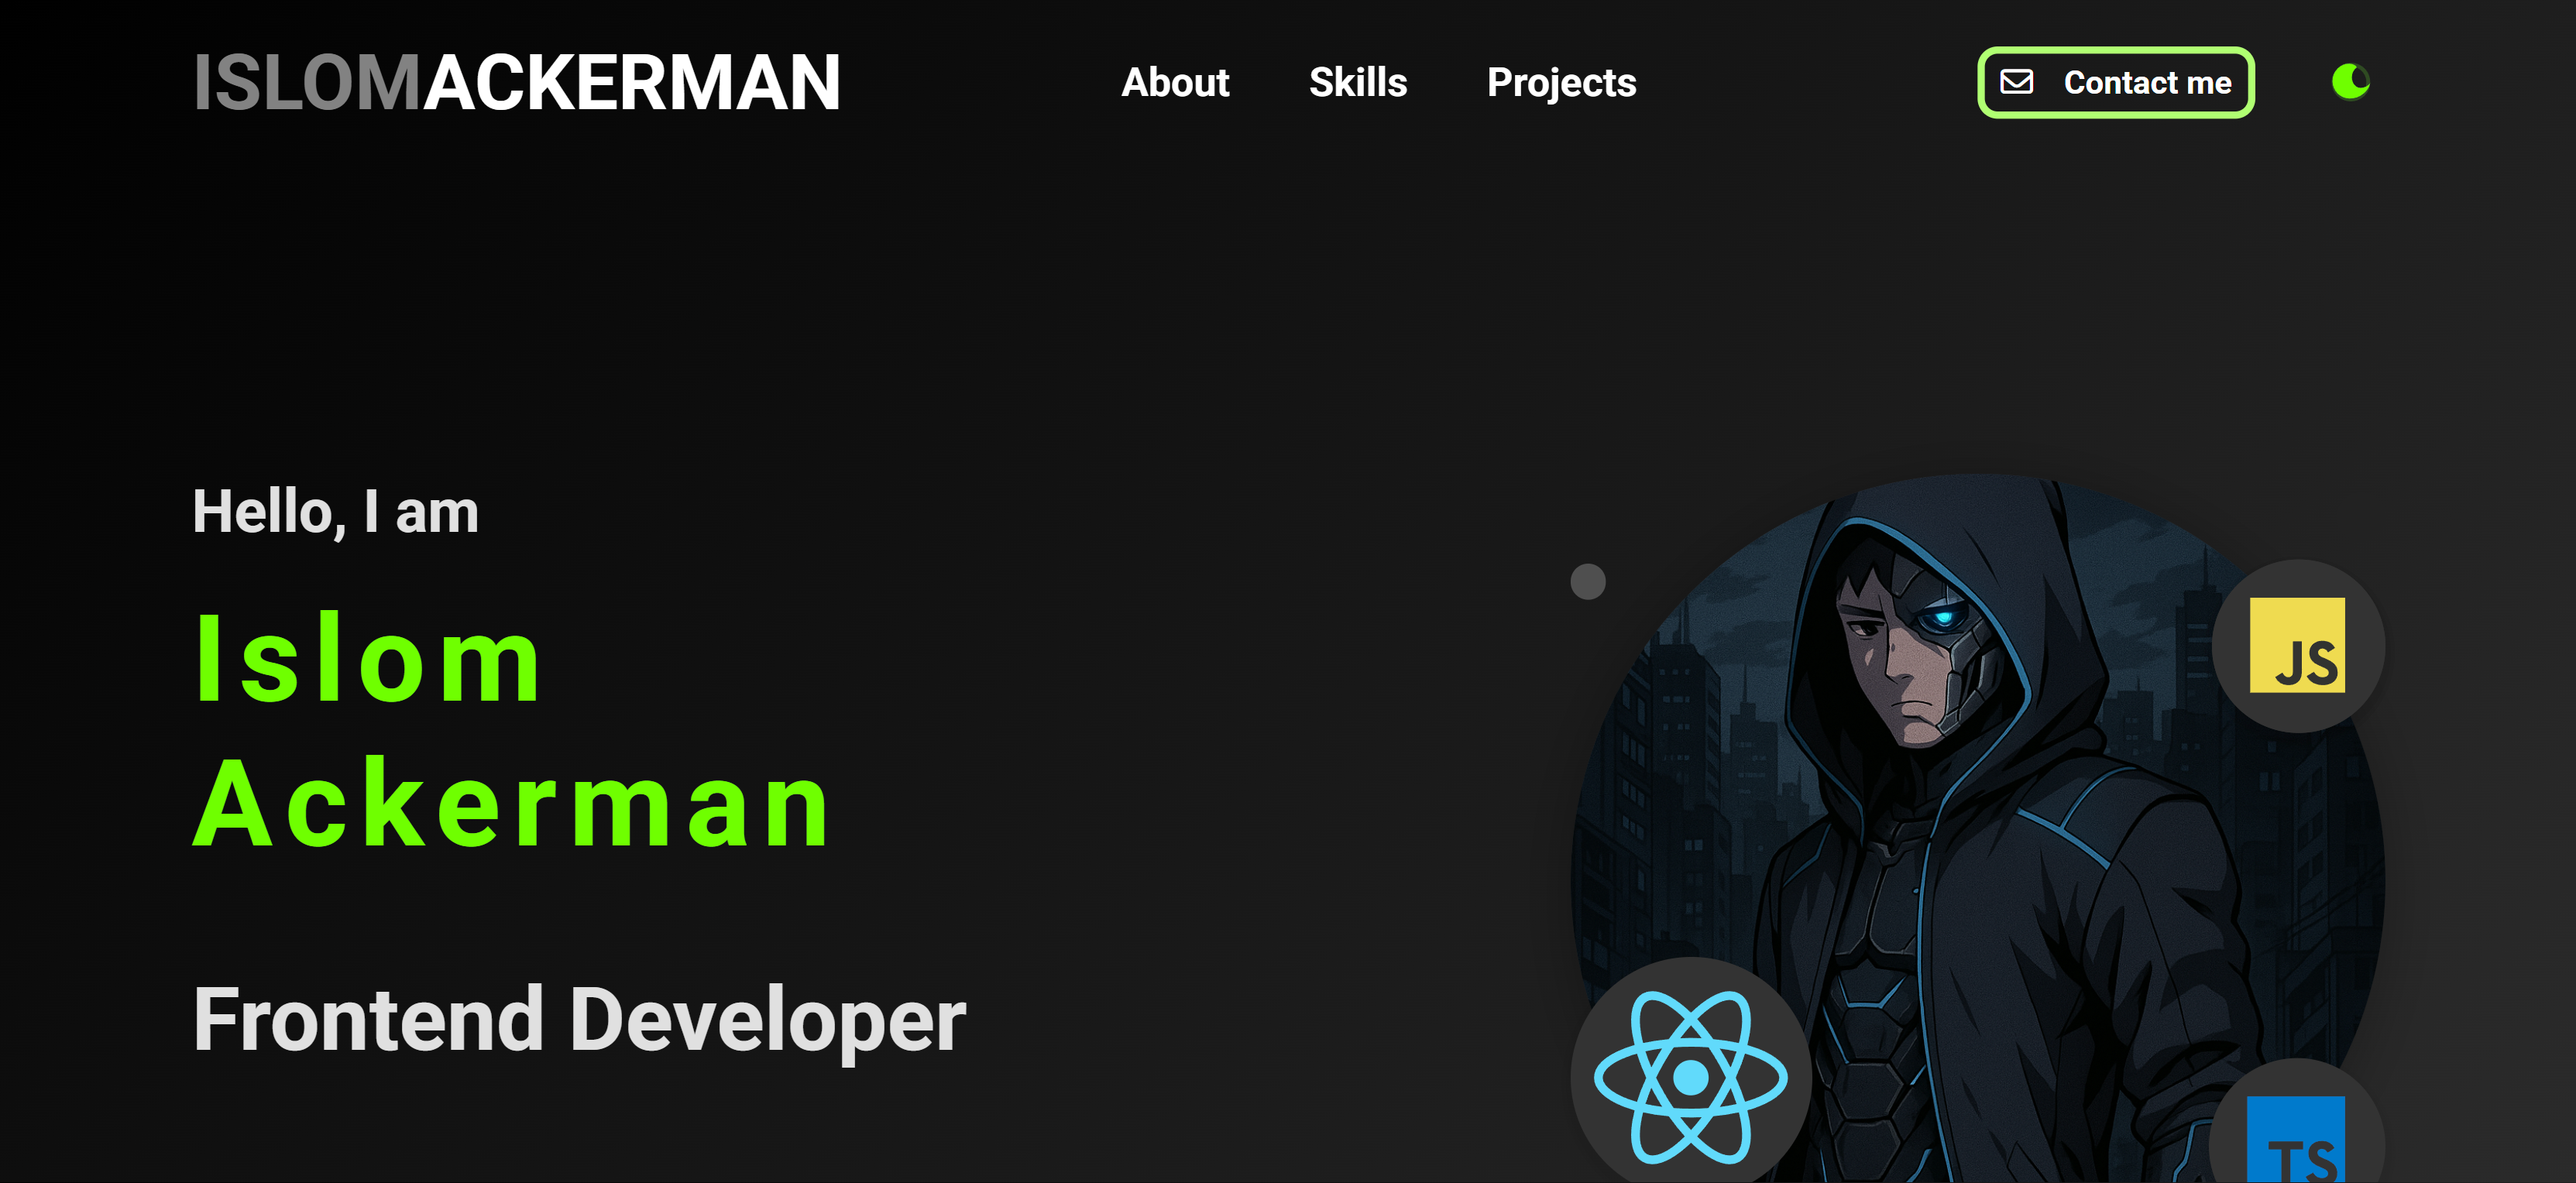 ISLOMACKERMAN
About Skills Projects
Contact me
Hello, I am
Islom
Ackerman
Frontend Developer
JS
TS